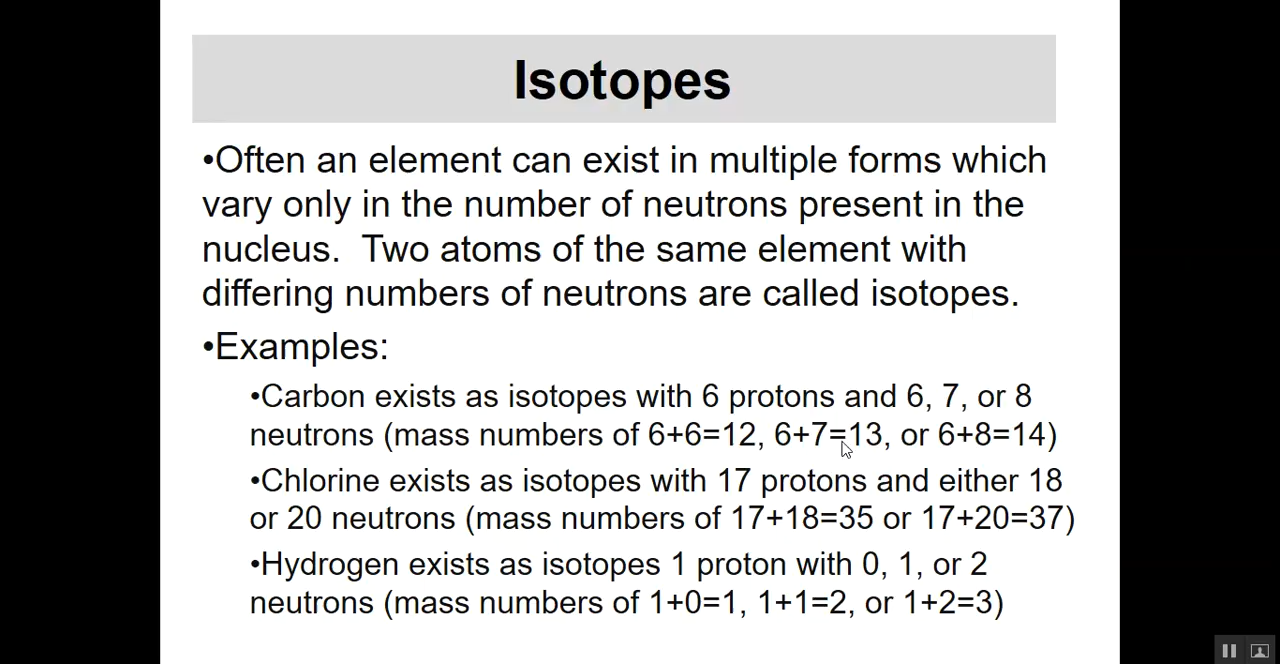 Isotopes
•Often an element can exist in multiple forms which
vary only in the number of neutrons present in the
nucleus.  Two atoms of the same element with
differing numbers of neutrons are called isotopes.
•Examples:
•Carbon exists as isotopes with 6 protons and 6, 7, or 8
neutrons (mass numbers of 6+6=12, 6+7=13, or 6+8=14)
•Chlorine exists as isotopes with 17 protons and either 18
or 20 neutrons (mass numbers of 17+18=35 or 17+20=37)
•Hydrogen exists as isotopes 1 proton with 0, 1, or 2
neutrons (mass numbers of 1+0=1, 1+1=2, or 1+2=3)